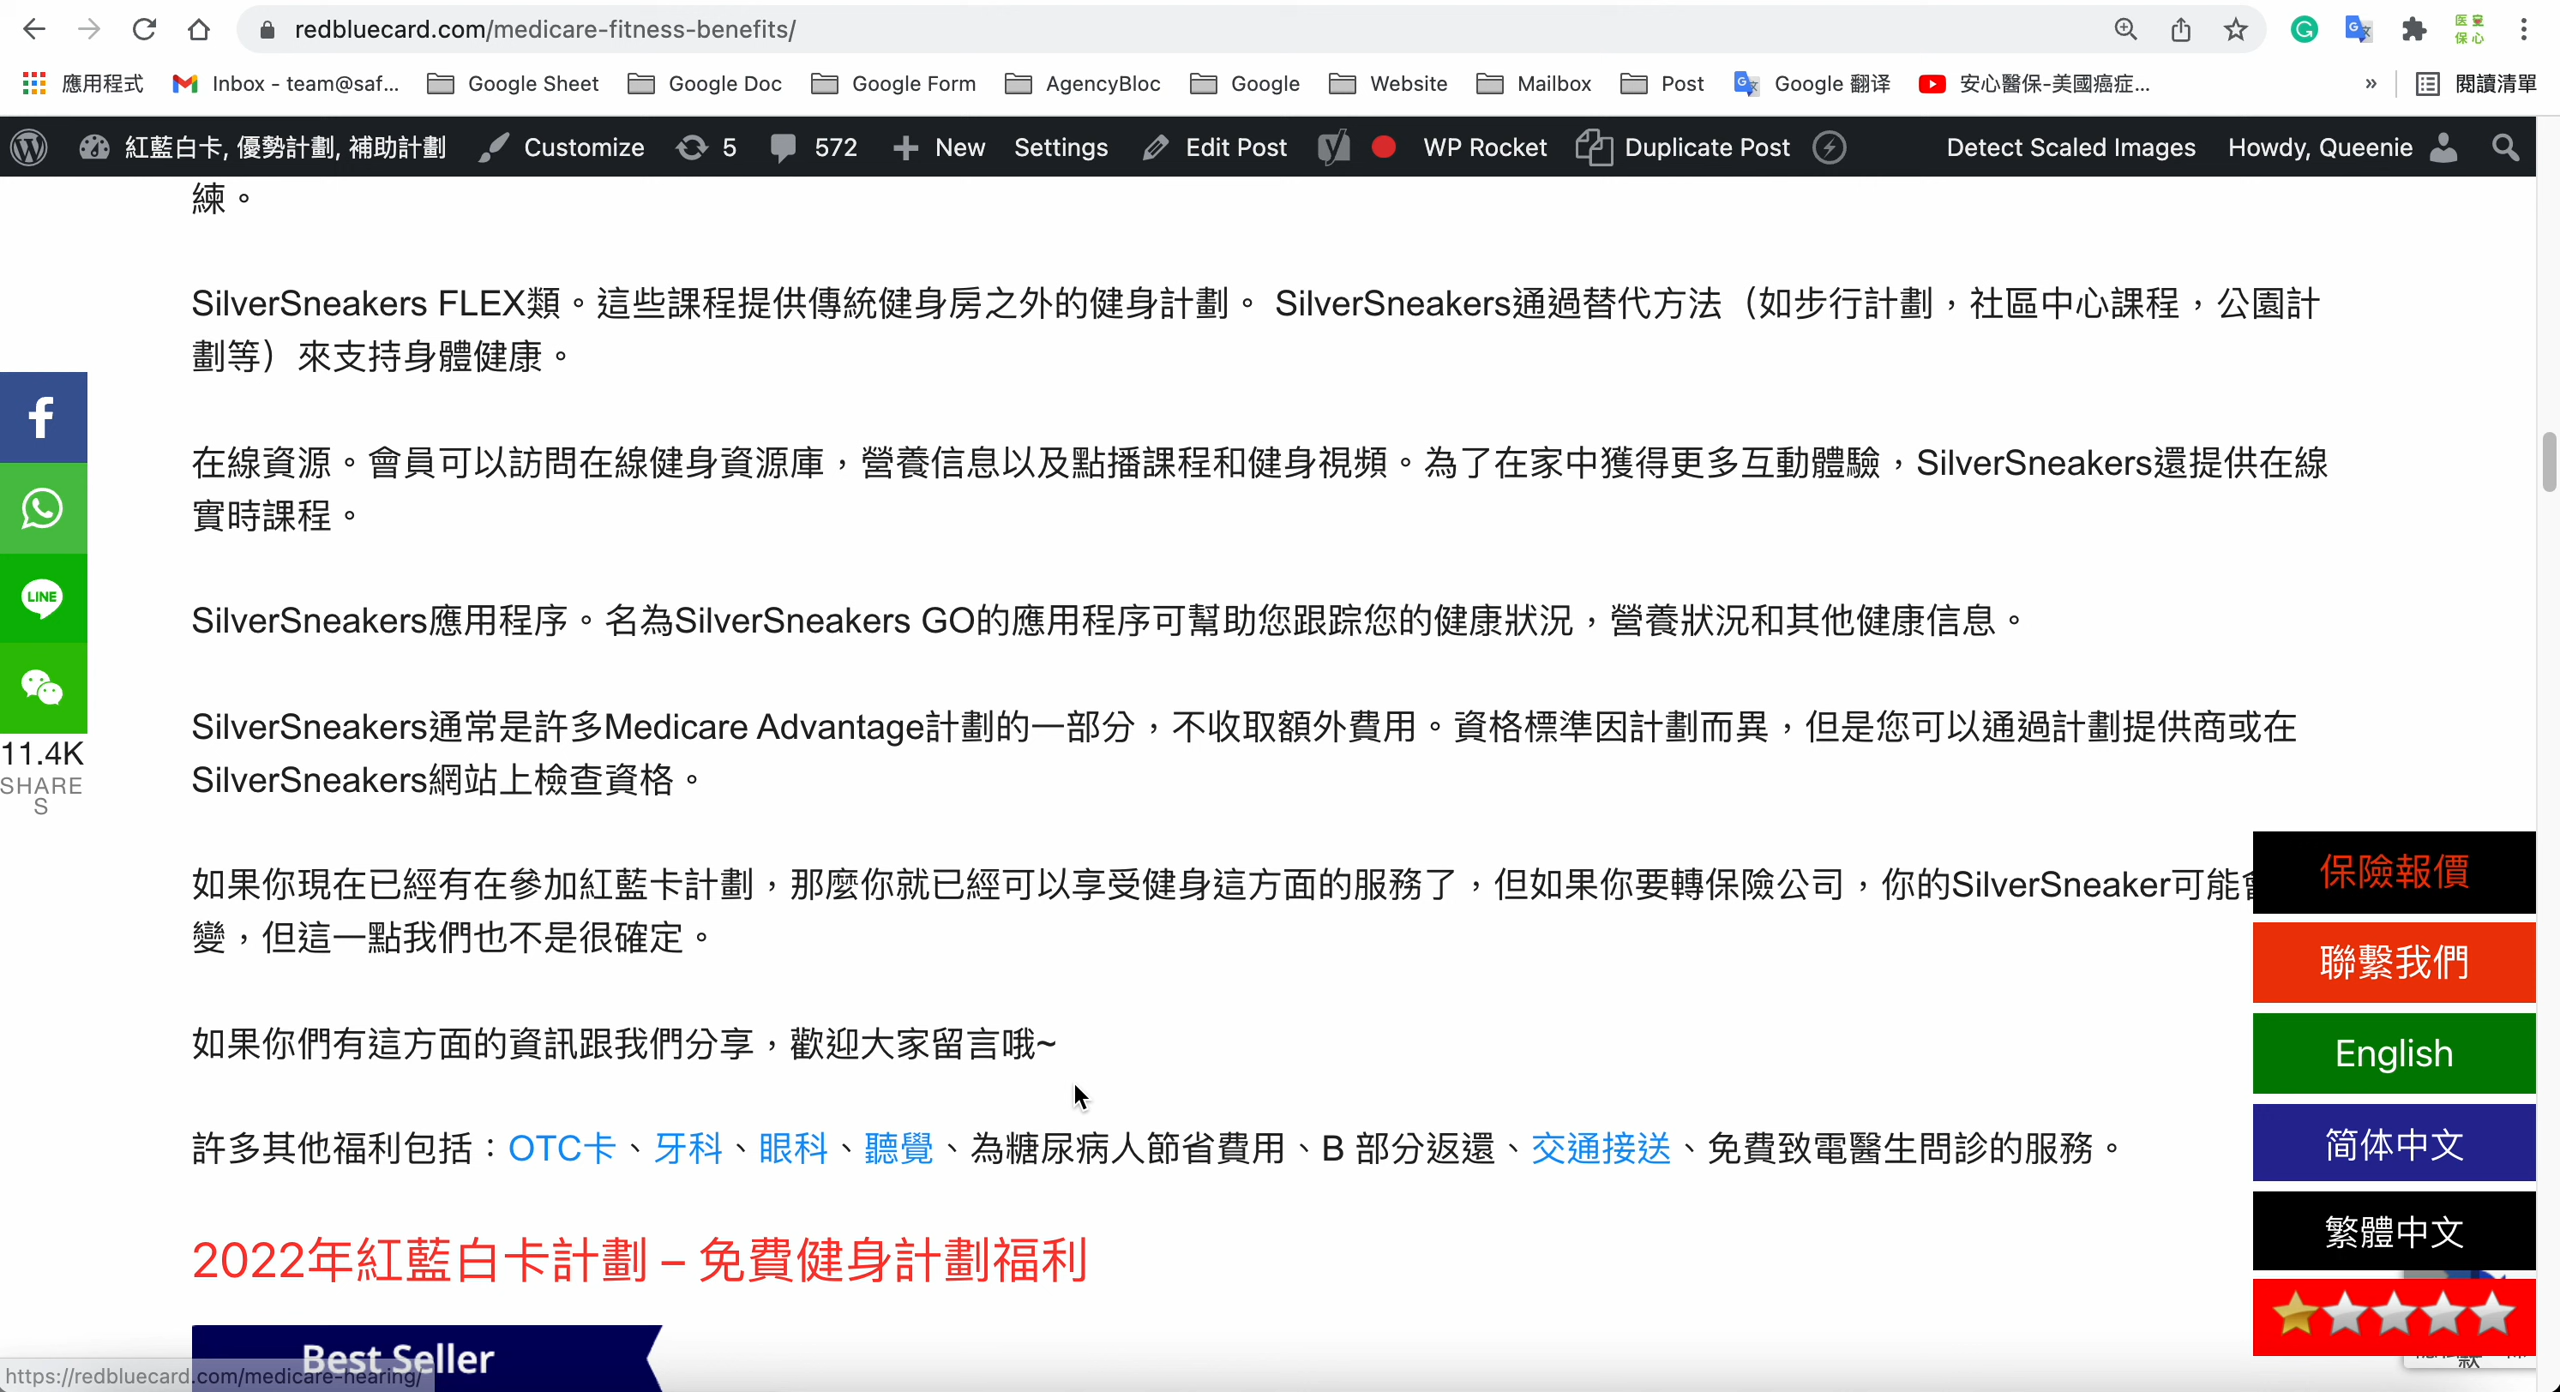 redbluecard.com/medicare-fitness-benefits/
應用程式 Inbox - team@saf... Google Sheet Google Doc Google Form AgencyBloc Google Website Mailbox Post Google 翻译 安心醫保-美國癌症... » 閱讀清單
紅藍白卡, 優勢計劃, 補助計劃 Customize 5 572 New Settings Edit Post WP Rocket Duplicate Post Detect Scaled Images Howdy, Queenie
練。
SilverSneakers FLEX類。這些課程提供傳統健身房之外的健身計劃。 SilverSneakers通過替代方法（如步行計劃，社區中心課程，公園計
劃等）來支持身體健康。
在線資源。會員可以訪問在線健身資源庫，營養信息以及點播課程和健身視頻。為了在家中獲得更多互動體驗，SilverSneakers還提供在線
實時課程。
SilverSneakers應用程序。名為SilverSneakers GO的應用程序可幫助您跟踪您的健康狀況，營養狀況和其他健康信息。
SilverSneakers通常是許多Medicare Advantage計劃的一部分，不收取額外費用。資格標準因計劃而異，但是您可以通過計劃提供商或在
SilverSneakers網站上檢查資格。
如果你現在已經有在參加紅藍卡計劃，那麼你就已經可以享受健身這方面的服務了，但如果你要轉保險公司，你的SilverSneaker可能
變，但這一點我們也不是很確定。
如果你們有這方面的資訊跟我們分享，歡迎大家留言哦~
許多其他福利包括：OTC卡、牙科、眼科、聽覺、為糖尿病人節省費用、B 部分返還、交通接送、免費致電醫生問診的服務。
2022年紅藍白卡計劃 – 免費健身計劃福利
Best Seller
https://redbluecard.com/medicare-hearing/
LINE
11.4K
SHARE
S
保險報價
聯繫我們
English
简体中文
繁體中文